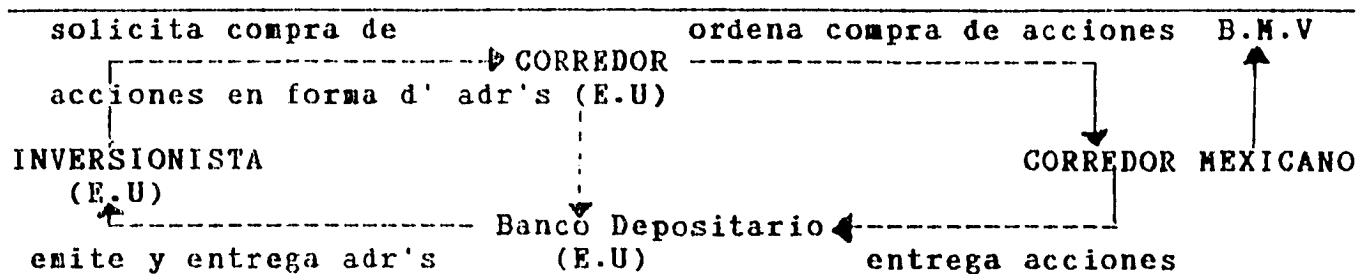 solicita compra de ordena compra de acciones B.M.V
CORREDOR
acciones en forma d' adr's (E.U)
INVERSIONISTA CORREDOR MEXICANO
(E.U)
Banco Depositario
emite y entrega adr's (E.U) entrega acciones